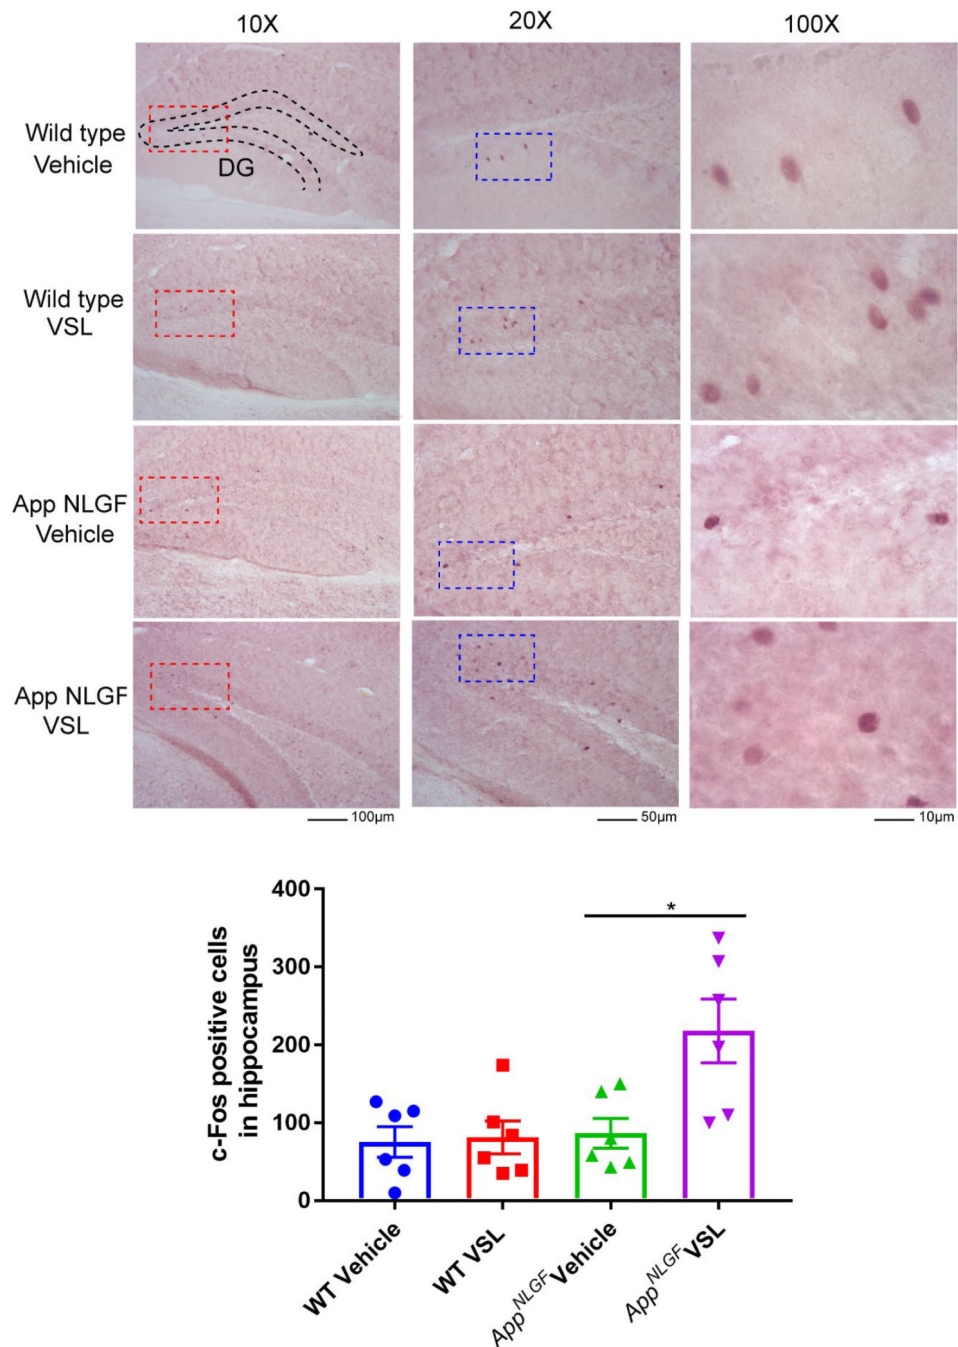 10X
20X
100X
Wild type
Vehicle
DG
Wild type
VSL
App NLGF
Vehicle
App NLGF
VSL
100µm
50µm
10µm
400
300
200
100
0
c-Fos positive cells
in hippocampus
*
WT Vehicle
WT VSL
App^NLGF Vehicle
App^NLGF VSL